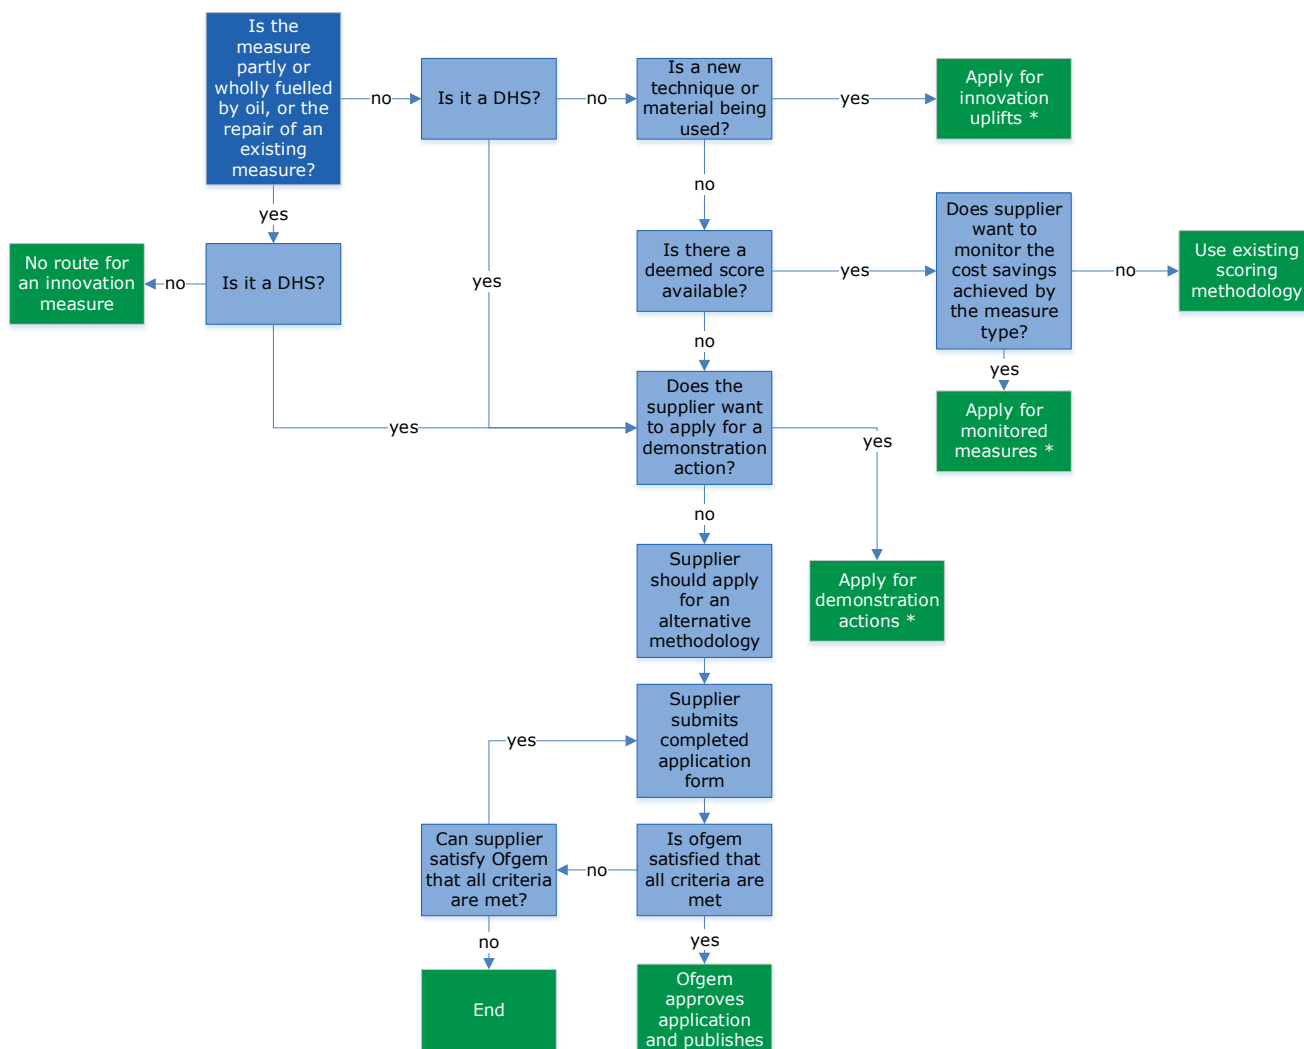 Is the
measure
partly or
wholly fuelled
by oil, or the
repair of an
existing
measure?
no
Is it a DHS?
no
Is a new
technique or
material being
used?
yes
Apply for
innovation
uplifts *
yes
yes
no
No route for
an innovation
measure
no
Is it a DHS?
Is there a
deemed score
available?
yes
Does supplier
want to
monitor the
cost savings
achieved by
the measure
type?
no
Use existing
scoring
methodology
no
yes
yes
Does the
supplier want
to apply for a
demonstration
action?
yes
Apply for
monitored
measures *
no
Supplier
should apply
for an
alternative
methodology
Apply for
demonstration
actions *
Supplier
submits
completed
application
form
yes
Can supplier
satisfy Ofgem
that all criteria
are met?
no
Is ofgem
satisfied that
all criteria are
met
no
yes
End
Ofgem
approves
application
and publishes